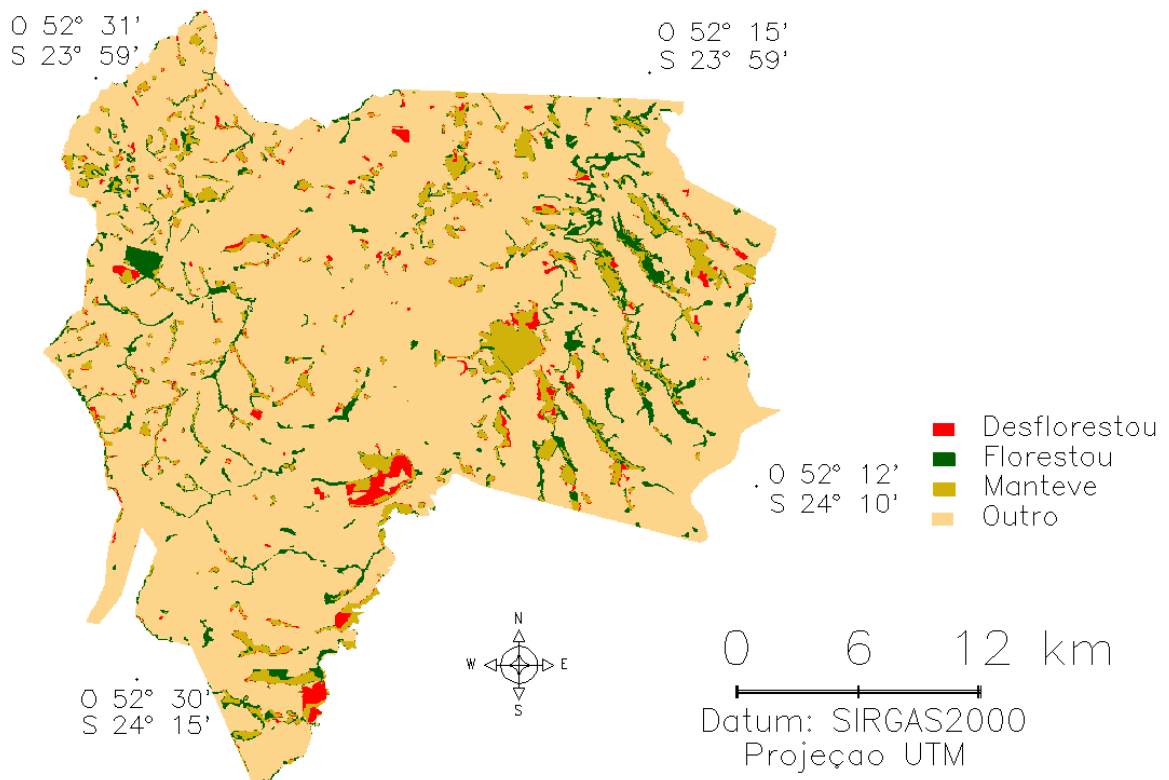 O 52° 31'
S 23° 59'
O 52° 15'
S 23° 59'
Desflorestou
Florestou
Manteve
Outro
O 52° 12'
S 24° 10'
N
W
E
S
0 6 12 km
O 52° 30'
S 24° 15'
Datum: SIRGAS2000
Projeçao UTM